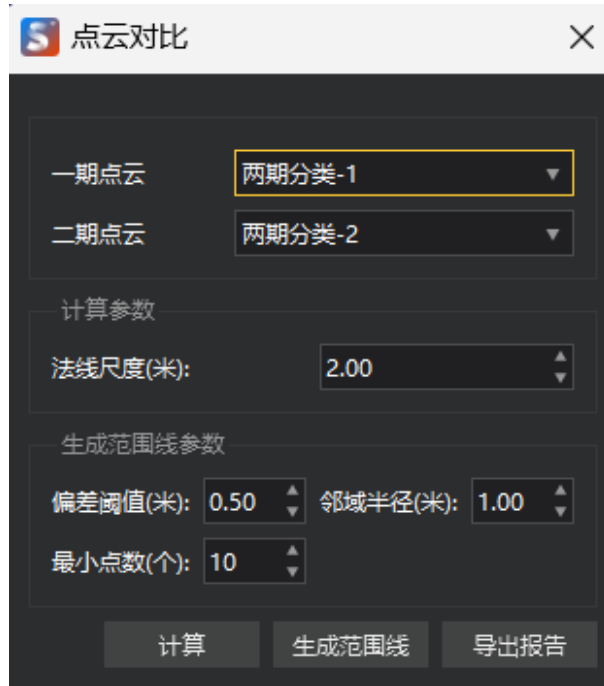 点云对比
一期点云 两期分类-1
二期点云 两期分类-2
计算参数
法线尺度(米): 2.00
生成范围线参数
偏差阈值(米): 0.50 邻域半径(米): 1.00
最小点数(个): 10
计算 生成范围线 导出报告